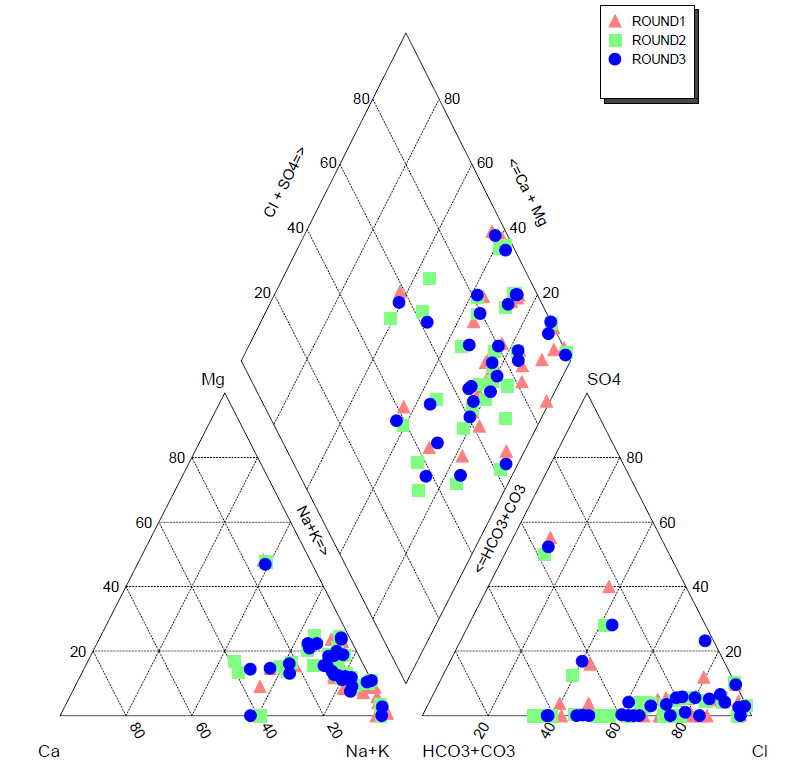 ROUND1
ROUND2
ROUND3
80 80
60 60
Cl + SO4=>
<=Ca + Mg
40 40
20 20
Mg SO4
80 80
Na+K=>
<=HCO3+CO3
60 60
40 40
20 20
80 60 40 20 20 40 60 80
Ca Na+K HCO3+CO3 Cl